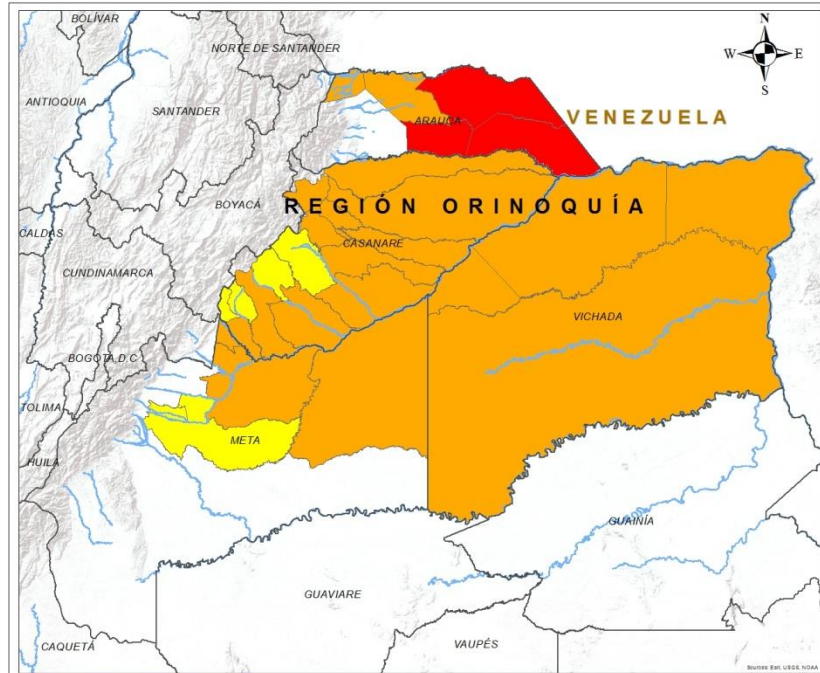 BOLÍVAR
N
W E
S
NORTE DE SANTANDER
ANTIOQUIA
SANTANDER
ARAUCA
VENEZUELA
BOYACÁ
REGIÓN ORINOQUÍA
CALDAS
CASANARE
CUNDINAMARCA
VICHADA
BOGOTÁ D.C
TOLIMA
META
HUILA
GUAINÍA
GUAVIARE
CAQUETÁ
VAUPÉS
Sources: Esri, USGS, NOAA